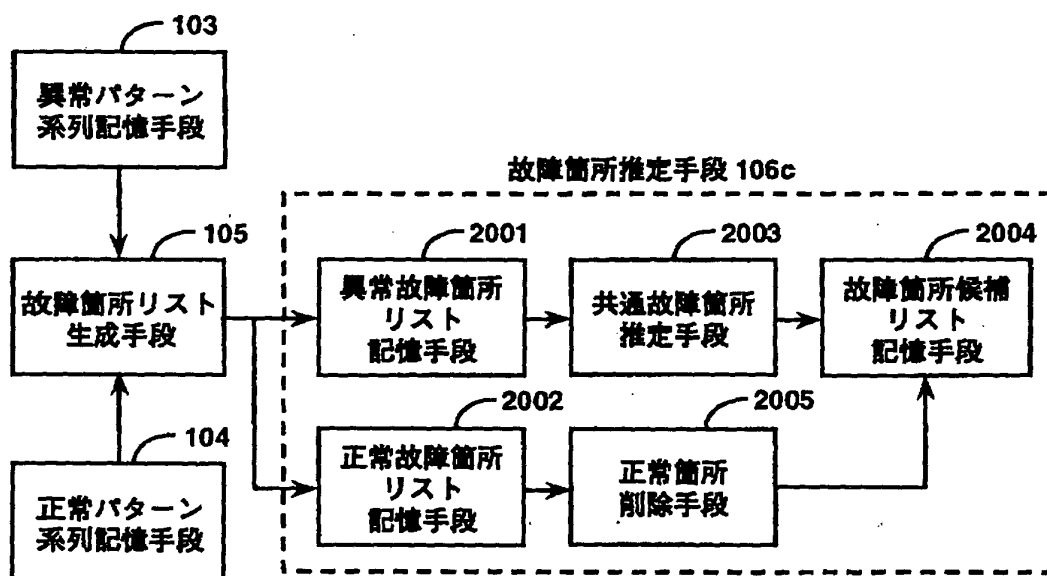 103
異常パターン
系列記憶手段
故障箇所推定手段 106c
105
故障箇所リスト
生成手段
2001
異常故障箇所
リスト
記憶手段
2003
共通故障箇所
推定手段
2004
故障箇所候補
リスト
記憶手段
104
正常パターン
系列記憶手段
2002
正常故障箇所
リスト
記憶手段
2005
正常箇所
削除手段